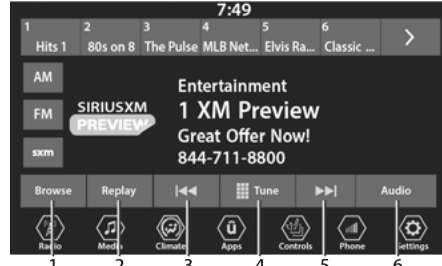 7:49
1 2 3 4 5 6
Hits 1 80s on 8 The Pulse MLB Net... Elvis Ra... Classic ...
AM
FM
sxm
SIRIUSXM
PREVIEW
Entertainment
1 XM Preview
Great Offer Now!
844-711-8800
Browse Replay Tune Audio
Radio Media Climate Apps Controls Phone Settings
1 2 3 4 5 6